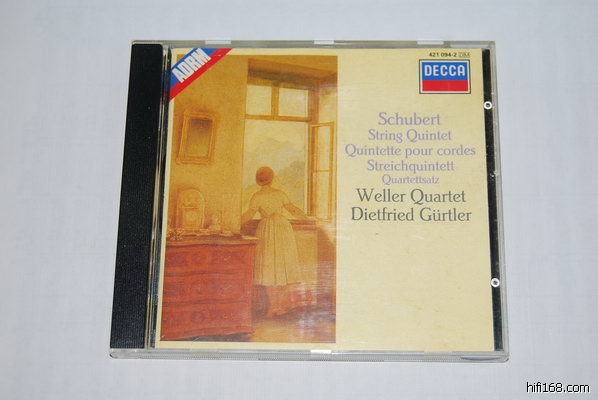 ADRM
421 094-2 DM
DECCA
Schubert
String Quintet
Quintette pour cordes
Streichquintett
Quartettsatz
Weller Quartet
Dietfried Gürtler
hifi168.com